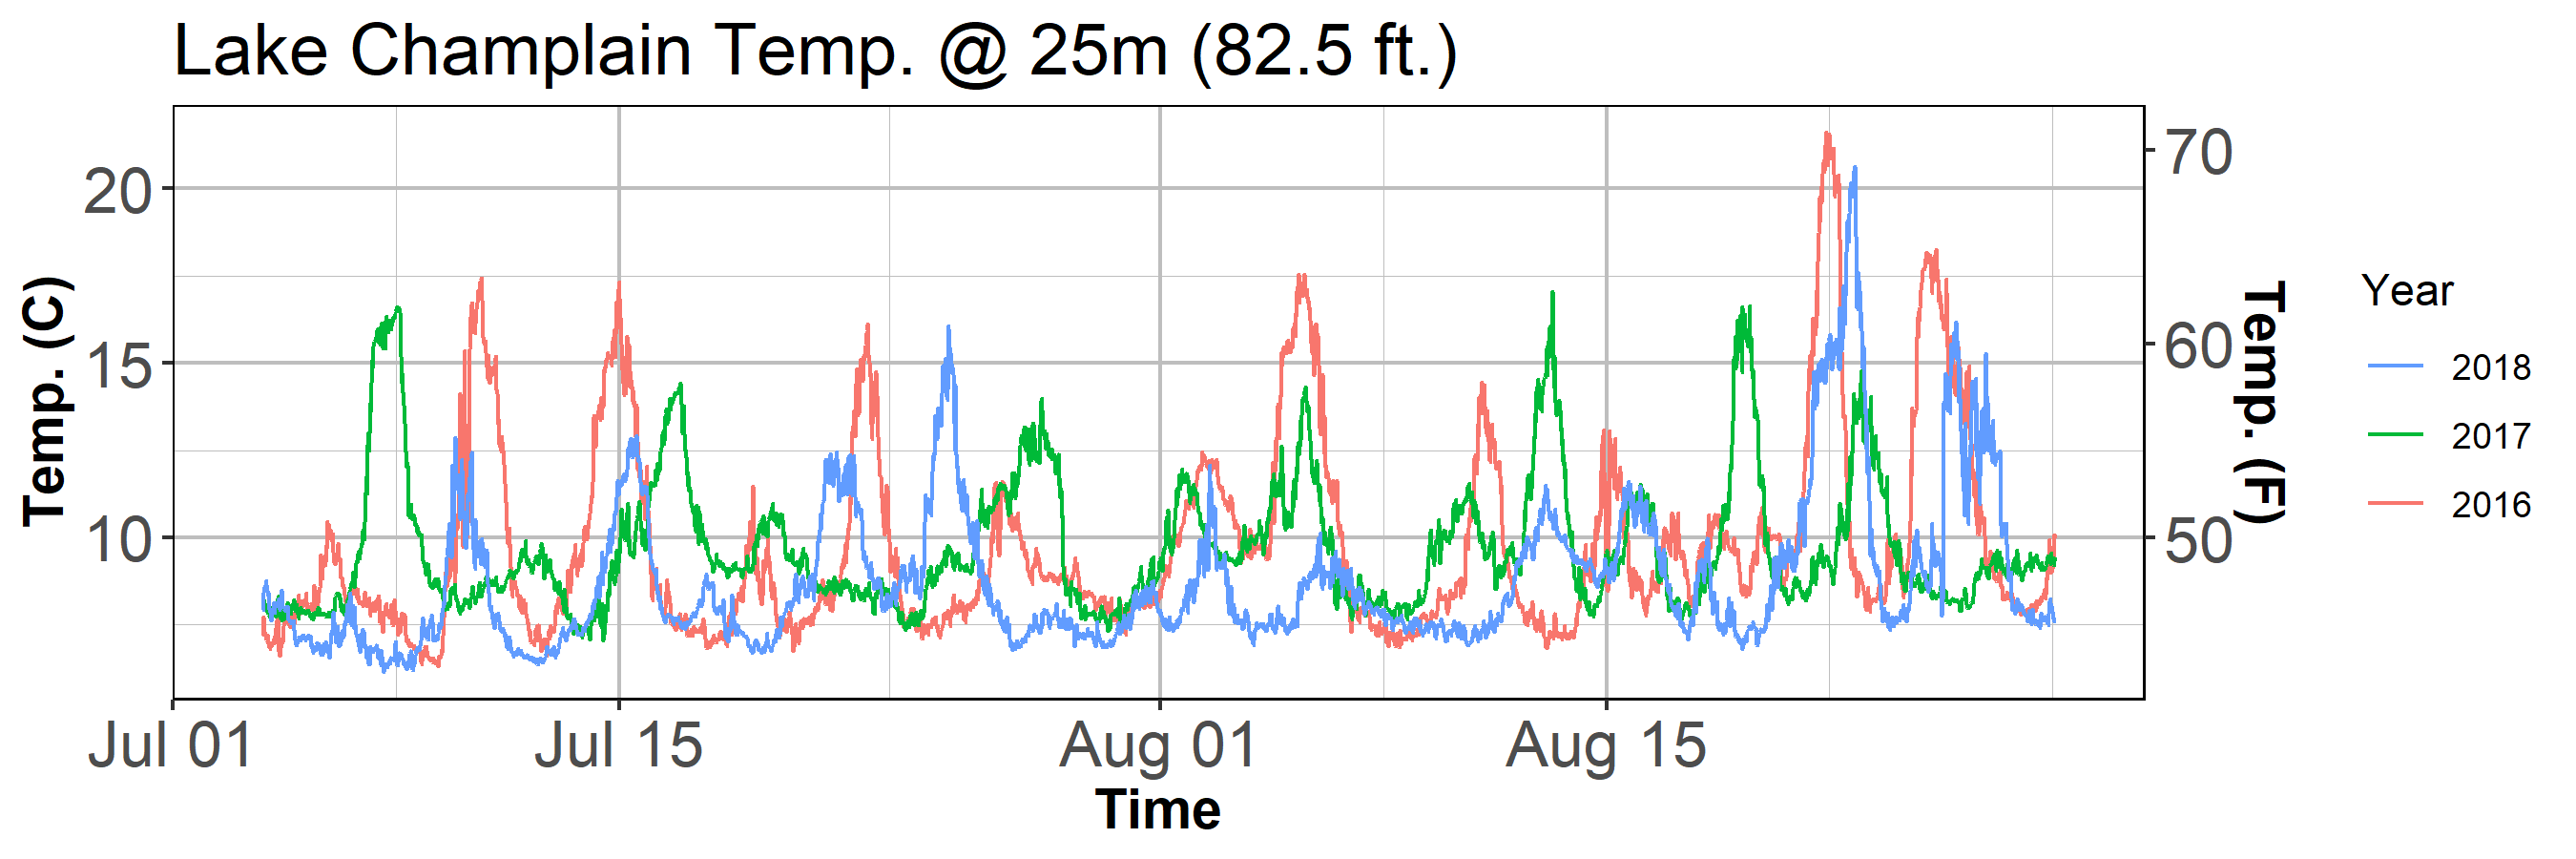 Lake Champlain Temp. @ 25m (82.5 ft.)
Temp. (C)
20
15
10
70
60
50
Temp. (F)
Jul 01
Jul 15
Aug 01
Aug 15
Time
Year
2018
2017
2016